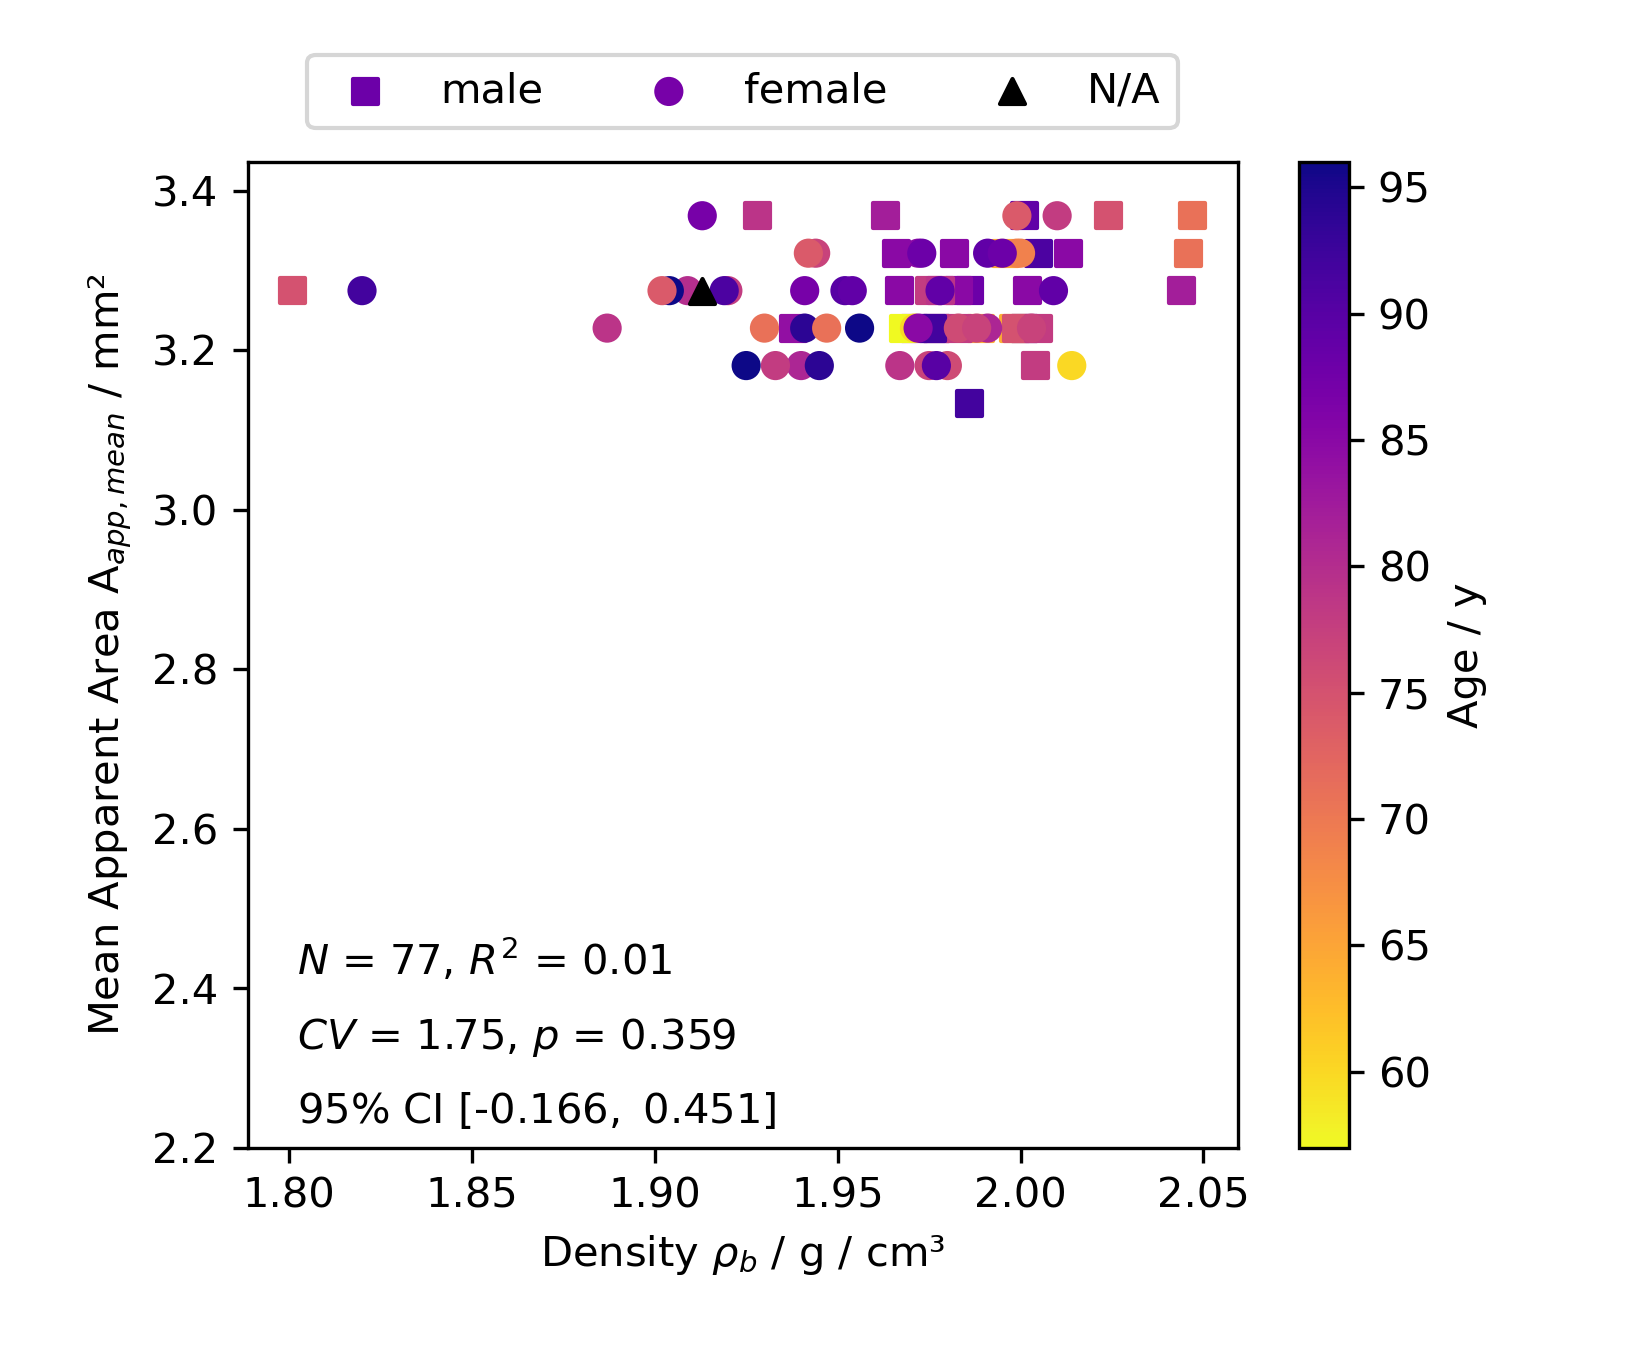 male female N/A
3.4
3.2
3.0
2.8
2.6
2.4
2.2
Mean Apparent Area A_{app, mean} / mm²
N = 77, R² = 0.01
CV = 1.75, p = 0.359
95% CI [-0.166, 0.451]
1.80 1.85 1.90 1.95 2.00 2.05
Density ρ_b / g / cm³
95
90
85
80
75
70
65
60
Age / y